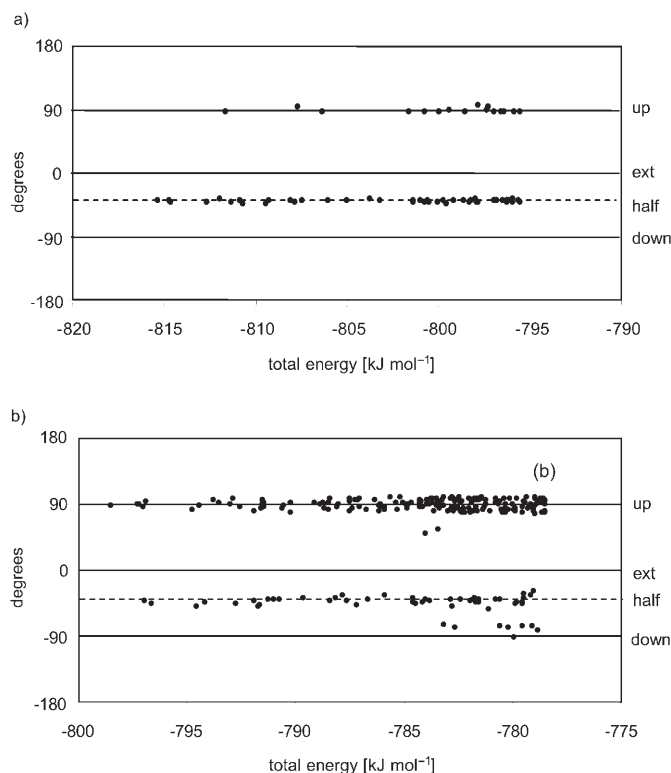 a)
180
90
0
-90
-180
degrees
up
ext
half
down
-820 -815 -810 -805 -800 -795 -790
total energy [kJ mol⁻¹]
b)
180
90
0
-90
-180
degrees
(b)
up
ext
half
down
-800 -795 -790 -785 -780 -775
total energy [kJ mol⁻¹]